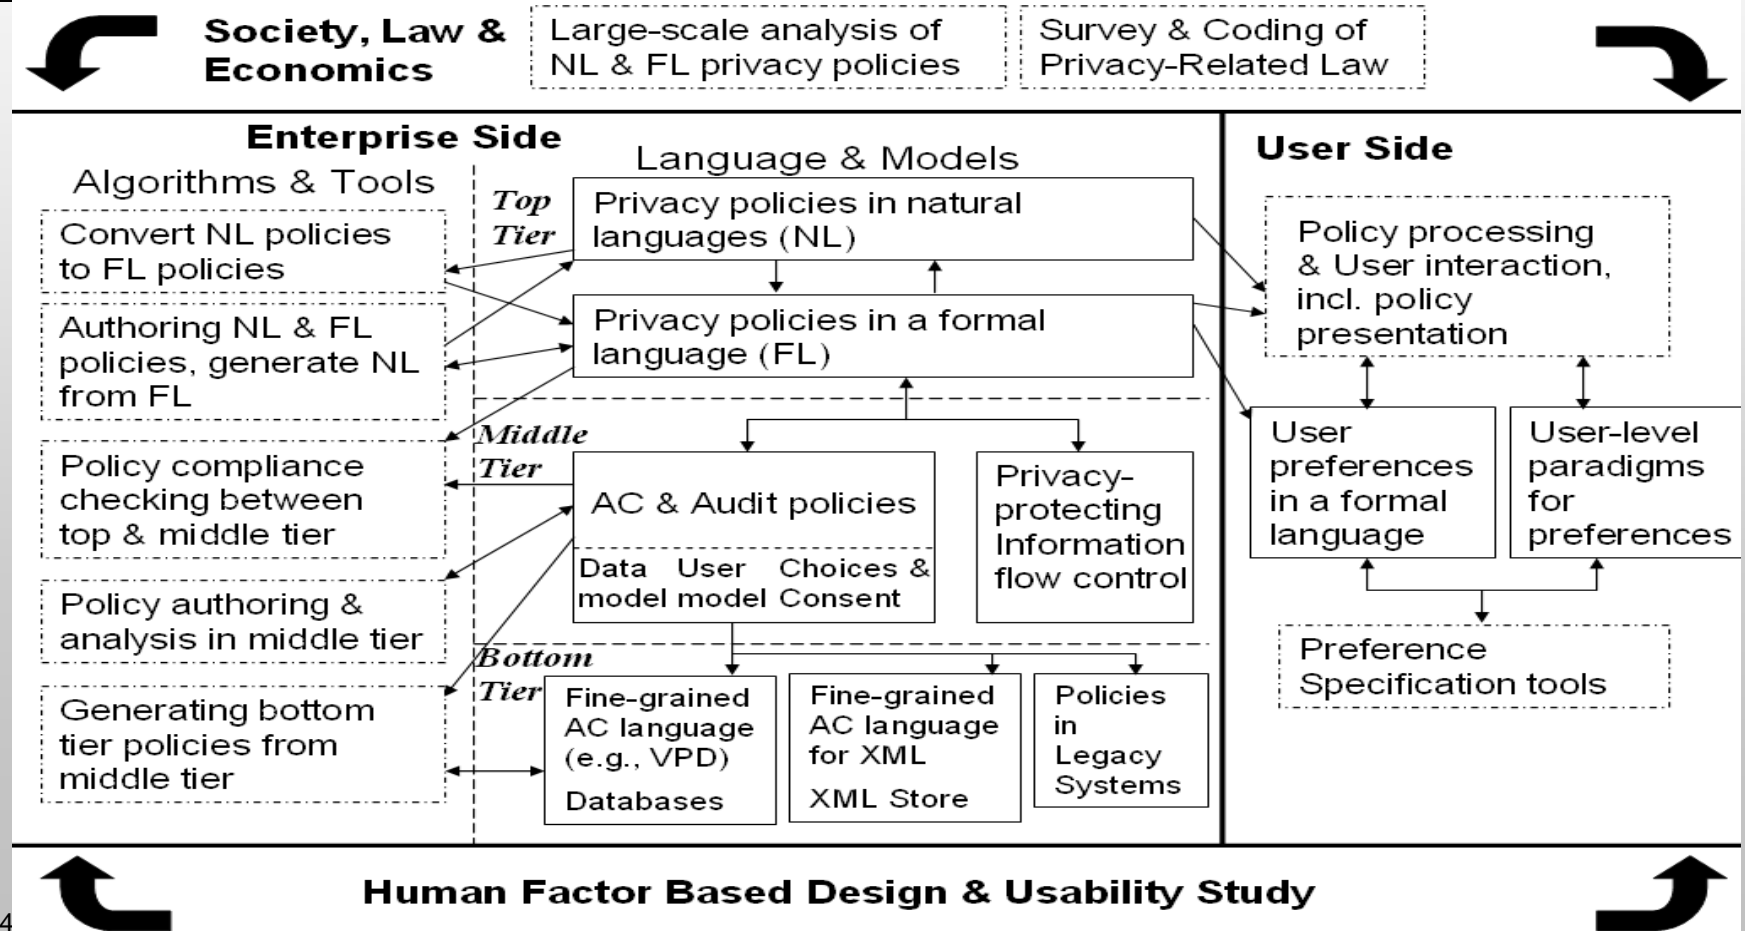 Society, Law &
Economics
Large-scale analysis of
NL & FL privacy policies
Survey & Coding of
Privacy-Related Law
Enterprise Side
Algorithms & Tools
Convert NL policies
to FL policies
Authoring NL & FL
policies, generate NL
from FL
Policy compliance
checking between
top & middle tier
Policy authoring &
analysis in middle tier
Generating bottom
tier policies from
middle tier
Language & Models
Top
Tier
Privacy policies in natural
languages (NL)
Privacy policies in a formal
language (FL)
Middle
Tier
AC & Audit policies
Data User Choices &
model model Consent
Privacy-
protecting
Information
flow control
Bottom
Tier
Fine-grained
AC language
(e.g., VPD)
Databases
Fine-grained
AC language
for XML
XML Store
Policies
in
Legacy
Systems
User Side
Policy processing
& User interaction,
incl. policy
presentation
User
preferences
in a formal
language
User-level
paradigms
for
preferences
Preference
Specification tools
Human Factor Based Design & Usability Study
4